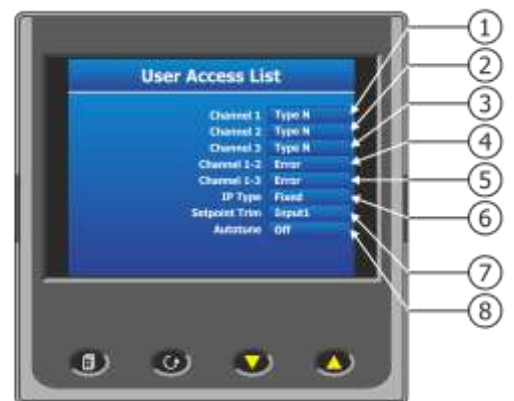 User Access List
Channel 1 Type N
Channel 2 Type N
Channel 3 Type N
Channel 1-2 Error
Channel 1-3 Error
IP Type Fixed
Setpoint Trim Input1
Autotune Off
1
2
3
4
5
6
7
8